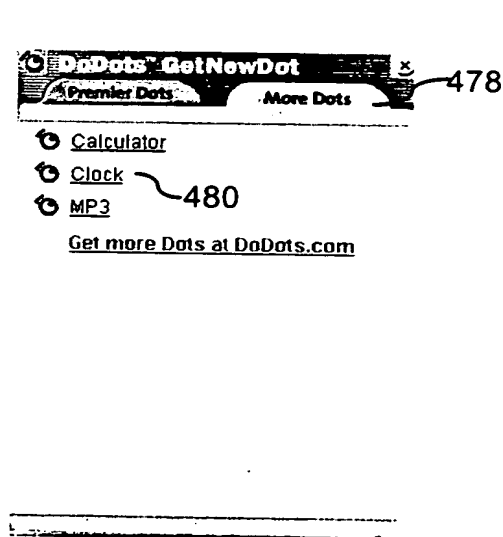 DoDots™ GetNewDot x
478
Premier Dots More Dots
Calculator
Clock 480
MP3
Get more Dots at DoDots.com